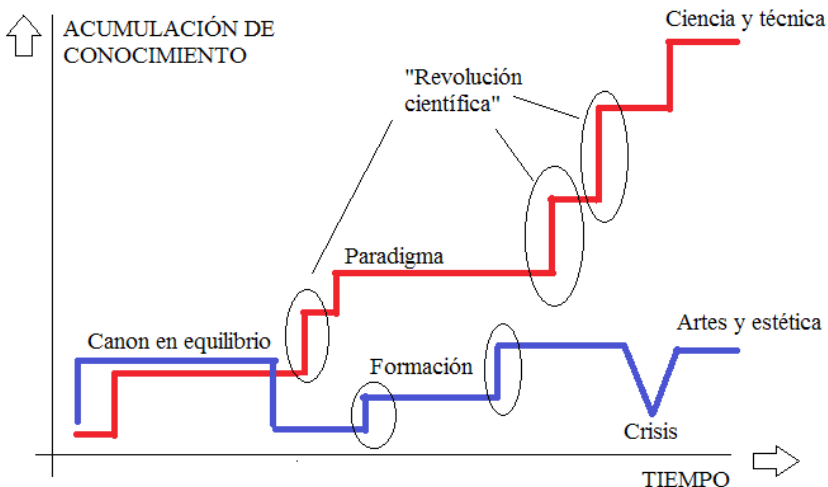 Ciencia y técnica
ACUMULACIÓN DE
CONOCIMIENTO
"Revolución
científica"
Paradigma
Artes y estética
Canon en equilibrio
Formación
Crisis
TIEMPO